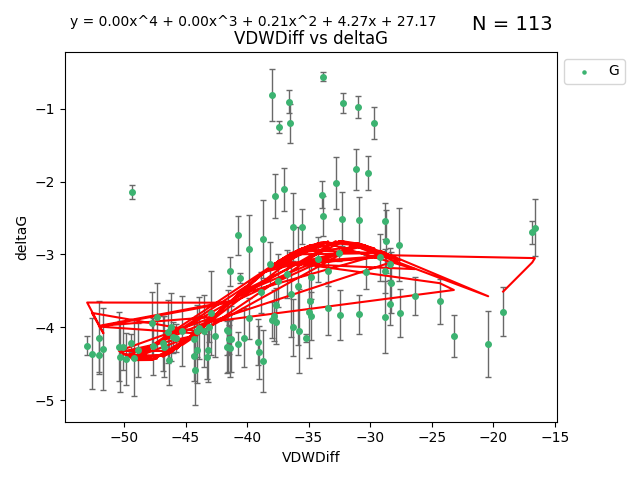 y = 0.00x^4 + 0.00x^3 + 0.21x^2 + 4.27x + 27.17
N = 113
VDWDiff vs deltaG
G
−1
−2
−3
−4
−5
deltaG
−50 −45 −40 −35 −30 −25 −20 −15
VDWDiff